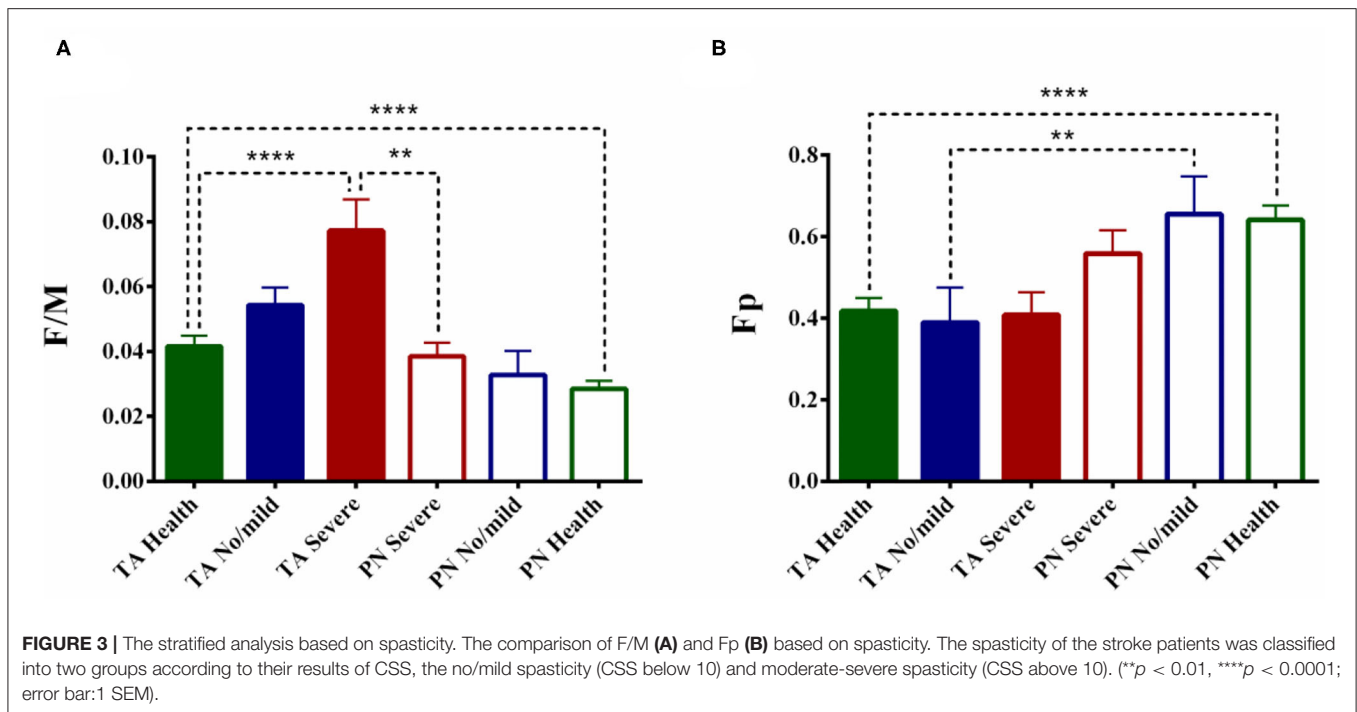 A
B
****
****
**
0.10
0.08
0.06
0.04
0.02
0.00
F/M
TA Health
TA No/mild
TA Severe
PN Severe
PN No/mild
PN Health
****
**
0.8
0.6
0.4
0.2
0.0
Fp
TA Health
TA No/mild
TA Severe
PN Severe
PN No/mild
PN Health
FIGURE 3 | The stratified analysis based on spasticity. The comparison of F/M (A) and Fp (B) based on spasticity. The spasticity of the stroke patients was classified
into two groups according to their results of CSS, the no/mild spasticity (CSS below 10) and moderate-severe spasticity (CSS above 10). (**p < 0.01, ****p < 0.0001;
error bar:1 SEM).